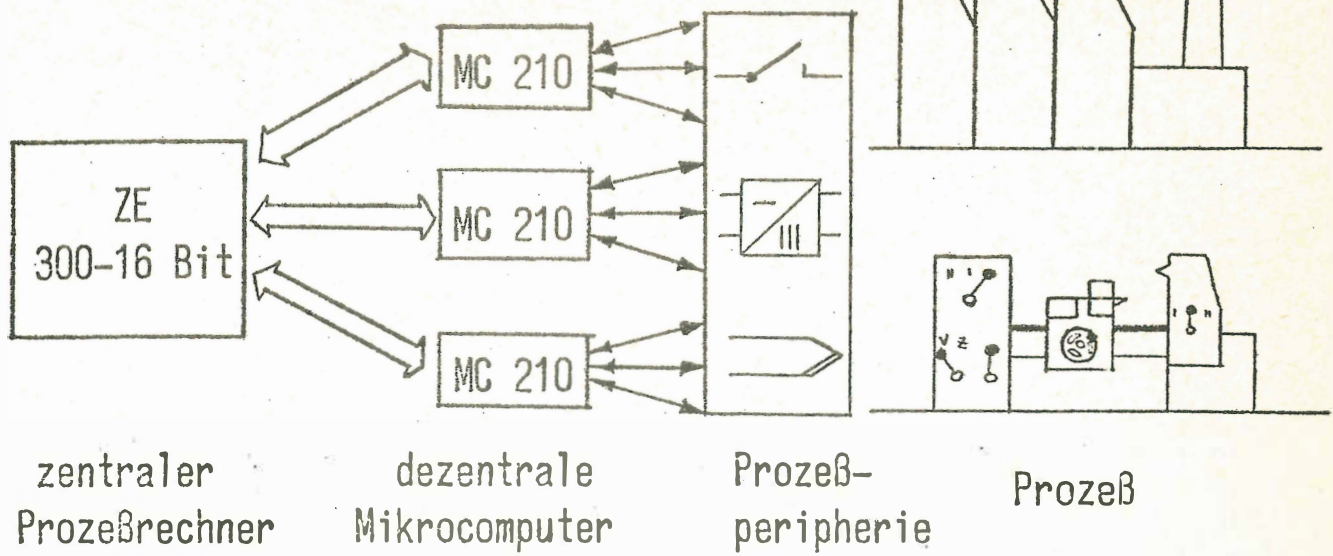 MC 210
ZE
300-16 Bit
MC 210
MC 210
zentraler
Prozeßrechner
dezentrale
Mikrocomputer
Prozeß-
peripherie
Prozeß